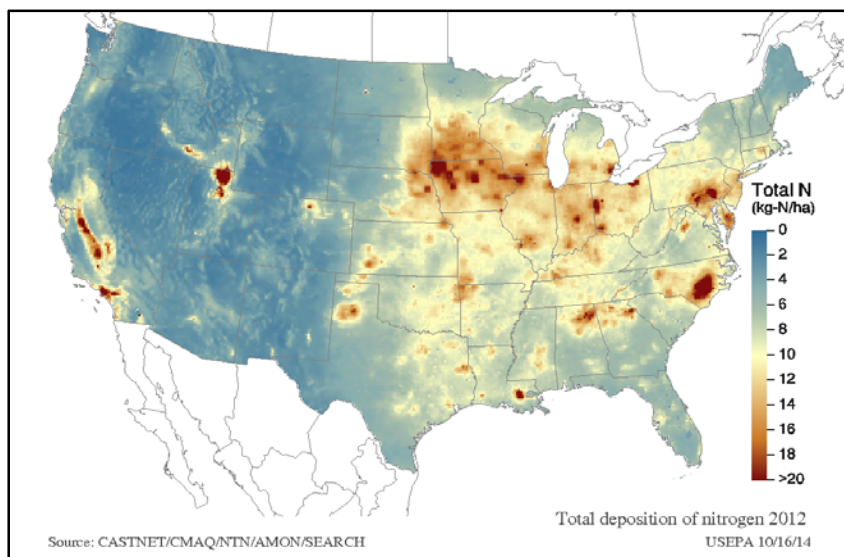 Total N
(kg-N/ha)
0
2
4
6
8
10
12
14
16
18
>20
Total deposition of nitrogen 2012
Source: CASTNET/CMAQ/NTN/AMON/SEARCH
USEPA 10/16/14